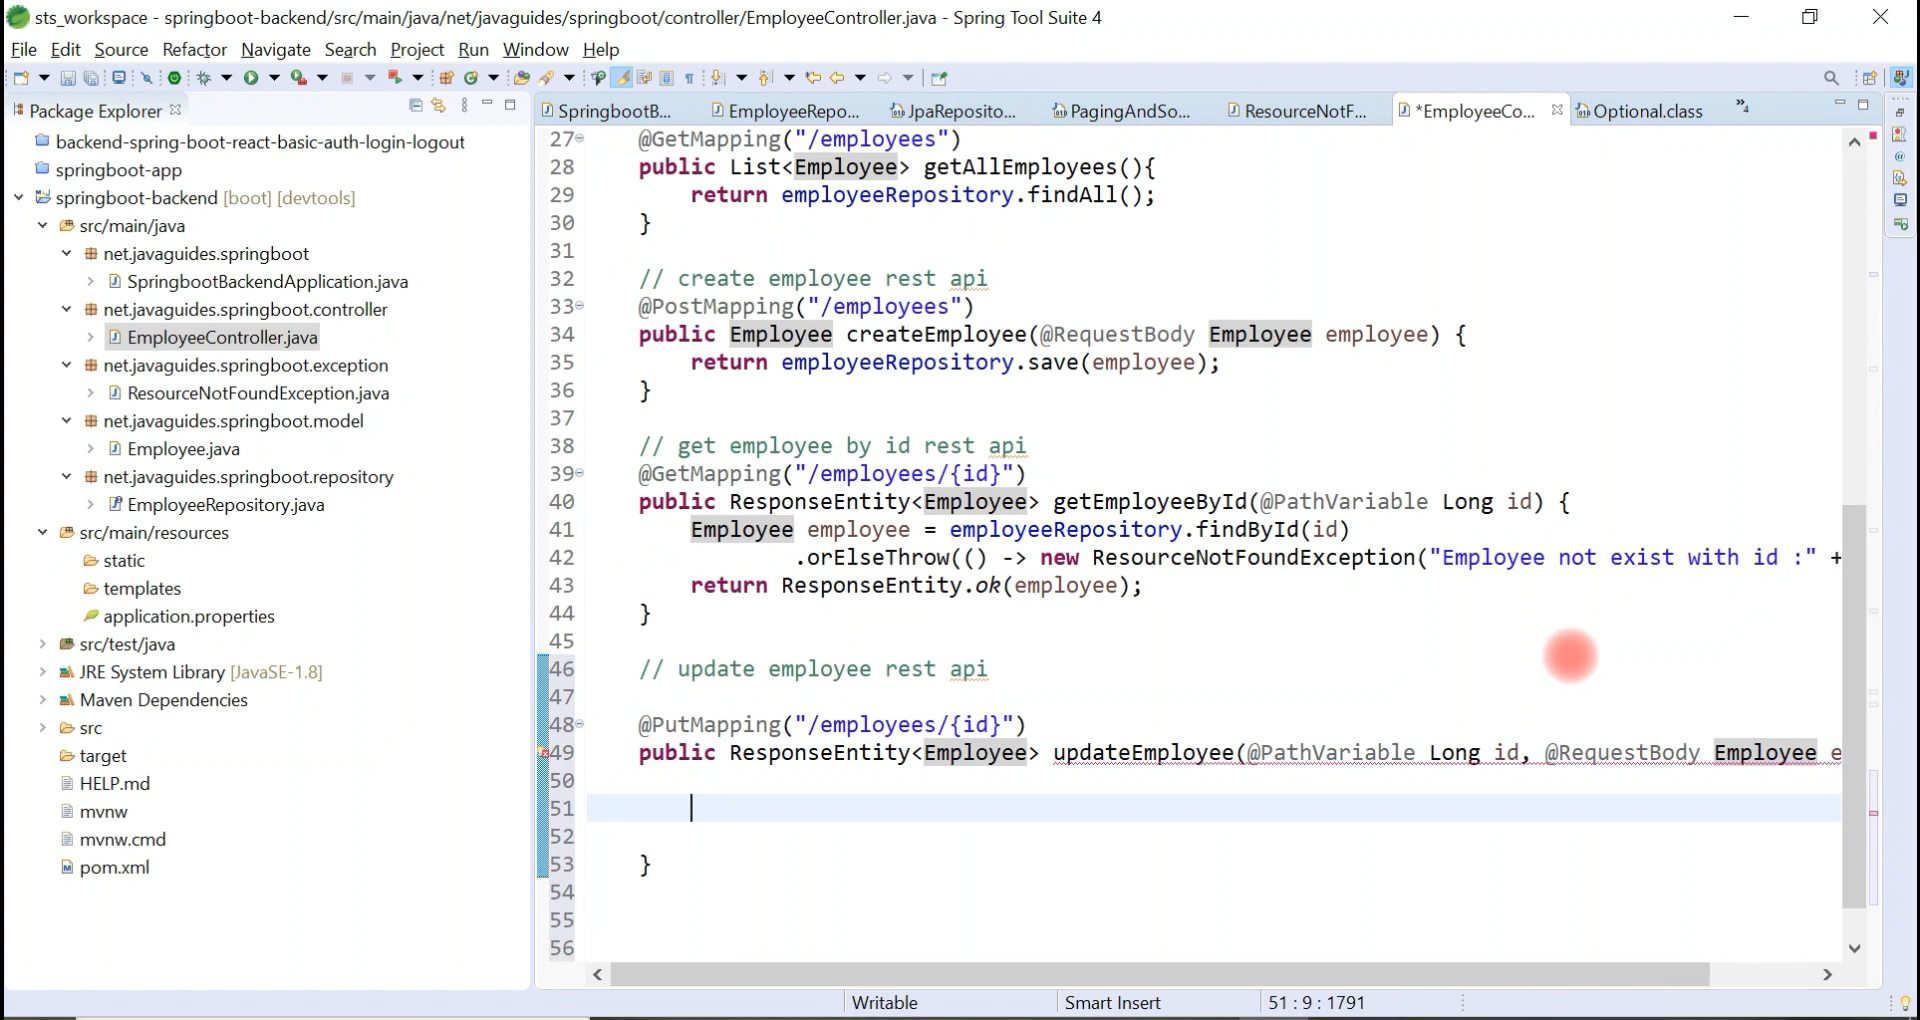 sts_workspace - springboot-backend/src/main/java/net/javaguides/springboot/controller/EmployeeController.java - Spring Tool Suite 4
File Edit Source Refactor Navigate Search Project Run Window Help
Package Explorer
backend-spring-boot-react-basic-auth-login-logout
springboot-app
springboot-backend [boot] [devtools]
src/main/java
net.javaguides.springboot
SpringbootBackendApplication.java
net.javaguides.springboot.controller
EmployeeController.java
net.javaguides.springboot.exception
ResourceNotFoundException.java
net.javaguides.springboot.model
Employee.java
net.javaguides.springboot.repository
EmployeeRepository.java
src/main/resources
static
templates
application.properties
src/test/java
JRE System Library [JavaSE-1.8]
Maven Dependencies
src
target
HELP.md
mvnw
mvnw.cmd
pom.xml
SpringbootB... EmployeeRepo... JpaReposito... PagingAndSo... ResourceNotF... *EmployeeCo... Optional.class »4
27 @GetMapping("/employees")
28 public List<Employee> getAllEmployees(){
29 return employeeRepository.findAll();
30 }
31
32 // create employee rest api
33 @PostMapping("/employees")
34 public Employee createEmployee(@RequestBody Employee employee) {
35 return employeeRepository.save(employee);
36 }
37
38 // get employee by id rest api
39 @GetMapping("/employees/{id}")
40 public ResponseEntity<Employee> getEmployeeById(@PathVariable Long id) {
41 Employee employee = employeeRepository.findById(id)
42 .orElseThrow(() -> new ResourceNotFoundException("Employee not exist with id :" +
43 return ResponseEntity.ok(employee);
44 }
45
46 // update employee rest api
47
48 @PutMapping("/employees/{id}")
49 public ResponseEntity<Employee> updateEmployee(@PathVariable Long id, @RequestBody Employee e
50
51
52
53 }
54
55
56
Writable Smart Insert 51 : 9 : 1791